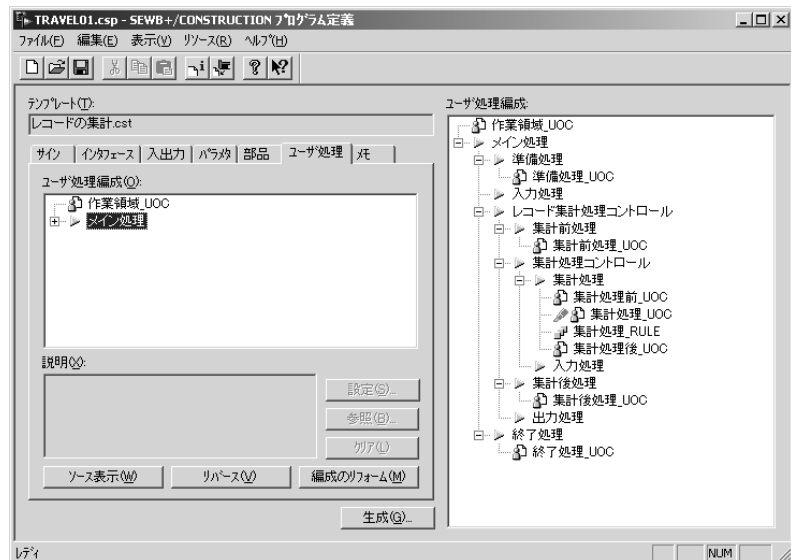 TRAVEL01.csp - SEWB+/CONSTRUCTION プログラム定義
ファイル(F) 編集(E) 表示(V) リソース(R) ヘルプ(H)
テンプレート(T):
レコードの集計.cst
サイン インタフェース 入出力 パラメタ 部品 ユーザ処理 メモ
ユーザ処理編成(O):
作業領域_UOC
メイン処理
説明(X):
設定(S)...
参照(B)...
クリア(L)
ソース表示(W) リバース(V) 編成のリフォーム(M)
生成(G)...
ユーザ処理編成:
作業領域_UOC
メイン処理
準備処理
準備処理_UOC
入力処理
レコード集計処理コントロール
集計前処理
集計前処理_UOC
集計処理コントロール
集計処理
集計処理前_UOC
集計処理_UOC
集計処理_RULE
集計処理後_UOC
入力処理
集計後処理
集計後処理_UOC
出力処理
終了処理
終了処理_UOC
レディ NUM